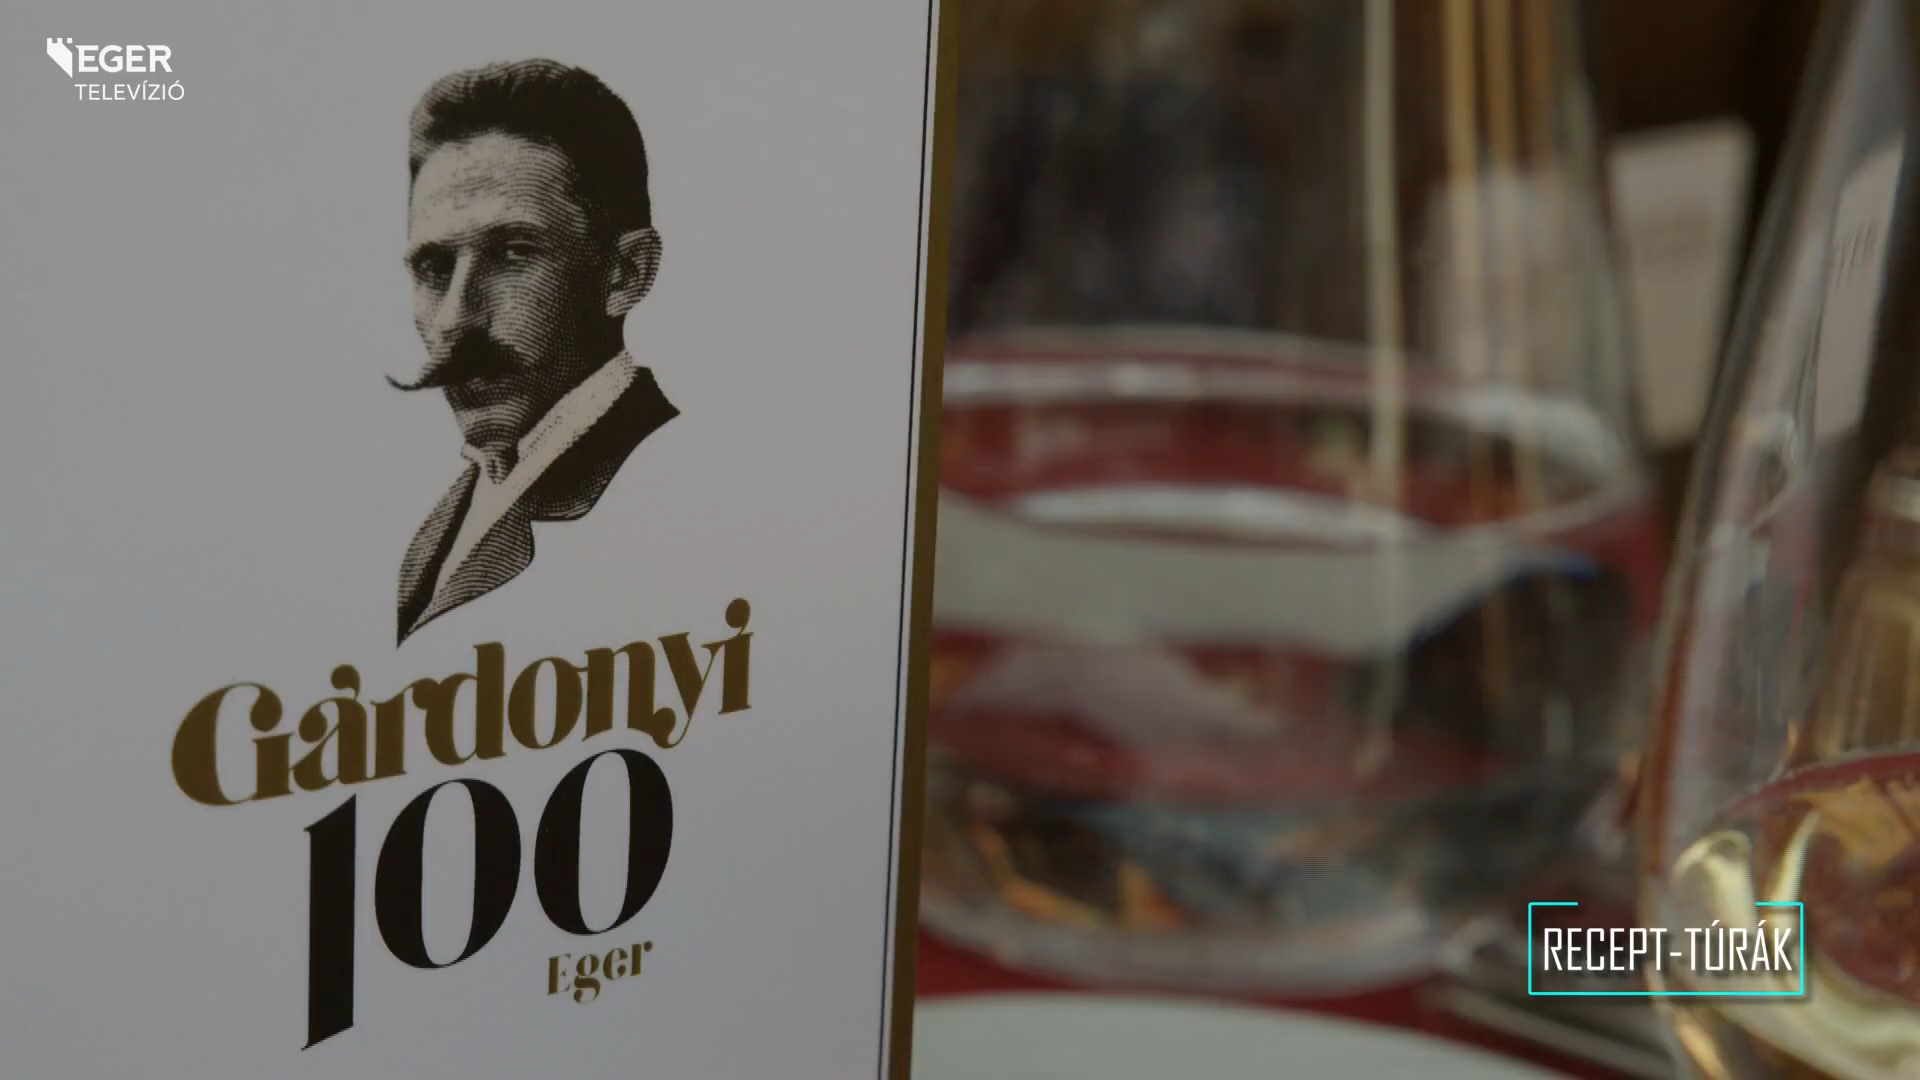 EGER
TELEVÍZIÓ
Gárdonyi
100
Eger
RECEPT-TÚRÁK